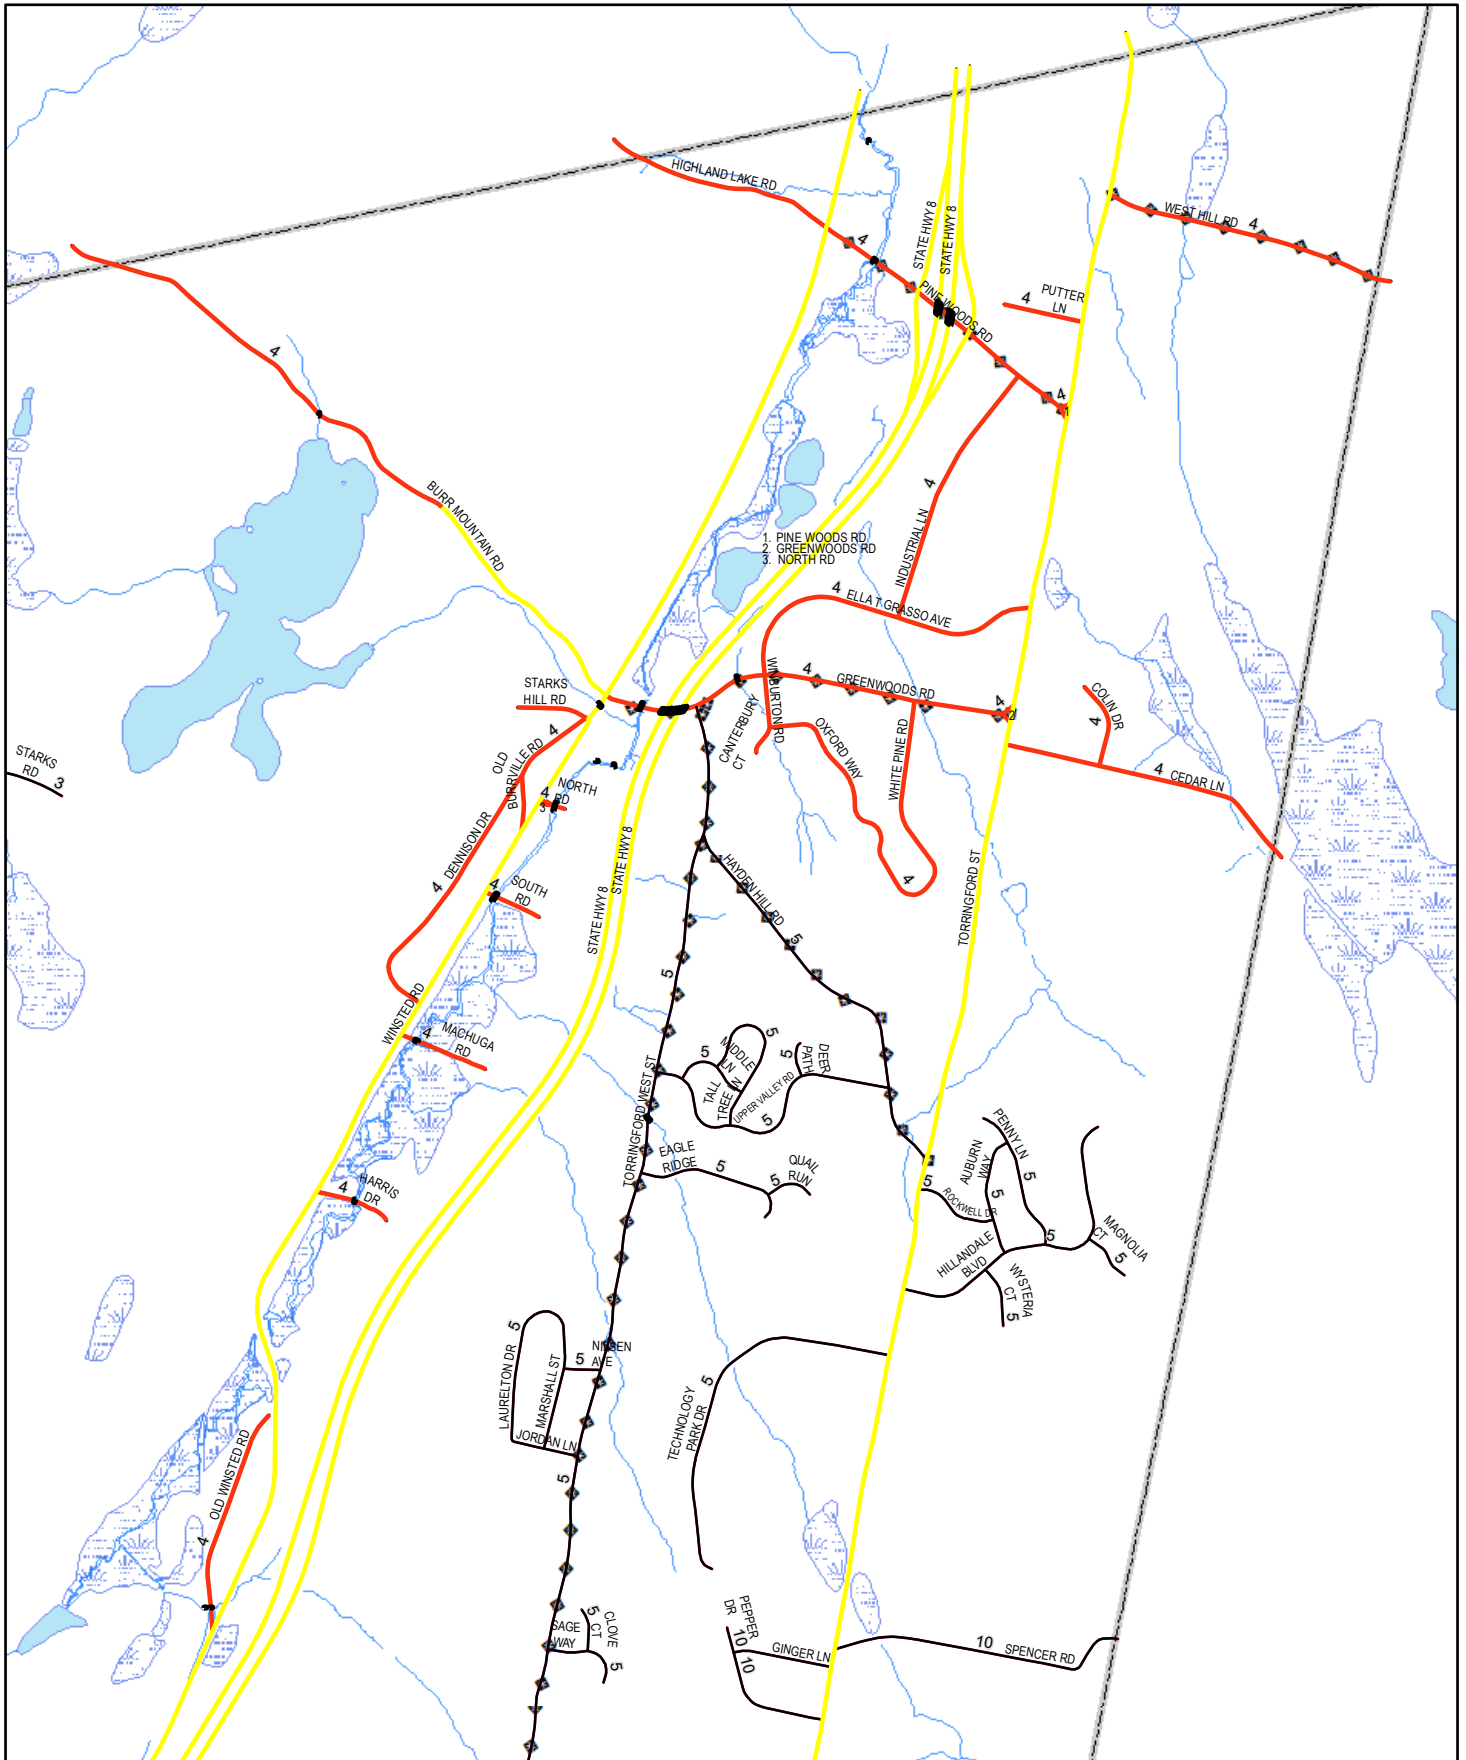 HIGHLAND LAKE RD
4
STATE HWY 8
STATE HWY 8
WEST HILL RD 4
PINE WOODS RD
4
PUTTER
LN
4
1
4
BURR MOUNTAIN RD
4
INDUSTRIAL LN
1. PINE WOODS RD
2. GREENWOODS RD
3. NORTH RD
4 ELLA T GRASSO AVE
4
GREENWOODS RD
4
2
WINBURTON RD
CANTERBURY
CT
OXFORD WAY
WHITE PINE RD
4
COLIN DR
4
4 CEDAR LN
STARKS
HILL RD
OLD
BURRVILLE RD
4
STARKS
RD
3
4
NORTH
RD
3
4 DENNISON DR
4
SOUTH
RD
STATE HWY 8
STATE HWY 8
HAYDEN HILL RD
5
TORRINGFORD ST
5
WINSTED RD
4
MACHUGA
RD
TORRINGFORD WEST ST
5
MIDDLE
LN
5
TALL
TREE LN
UPPER VALLEY RD
5
5
DEER
PATH
EAGLE
RIDGE
5
5
QUAIL
RUN
4
HARRIS
DR
PENNY LN
5
AUBURN
WAY
5
5
ROCKWELL DR
HILLANDALE
BLVD
5
MAGNOLIA
CT
5
WYSTERIA
CT
5
5
LAURELTON DR
MARSHALL ST
5
AVE
JORDAN LN
5
TECHNOLOGY
PARK DR
5
OLD WINSTED RD
4
SAGE
WAY
CLOVE
CT
5
5
PEPPER
DR
10
10
GINGER LN
10
SPENCER RD